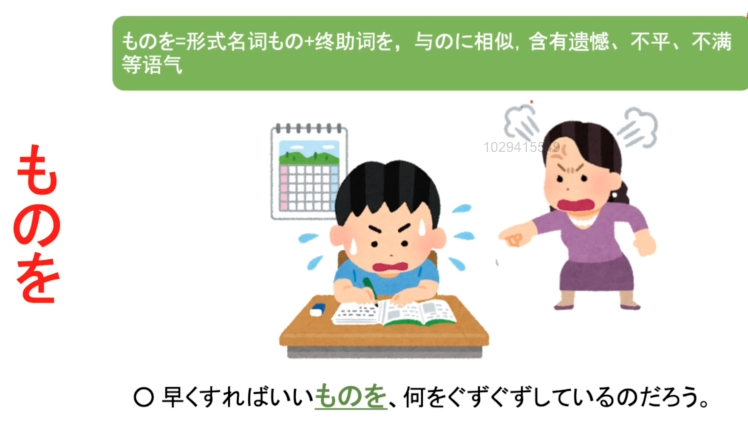 ものを=形式名词もの+终助词を，与のに相似，含有遗憾、不平、不满
等语气
ものを
〇 早くすればいいものを、何をぐずぐずしているのだろう。